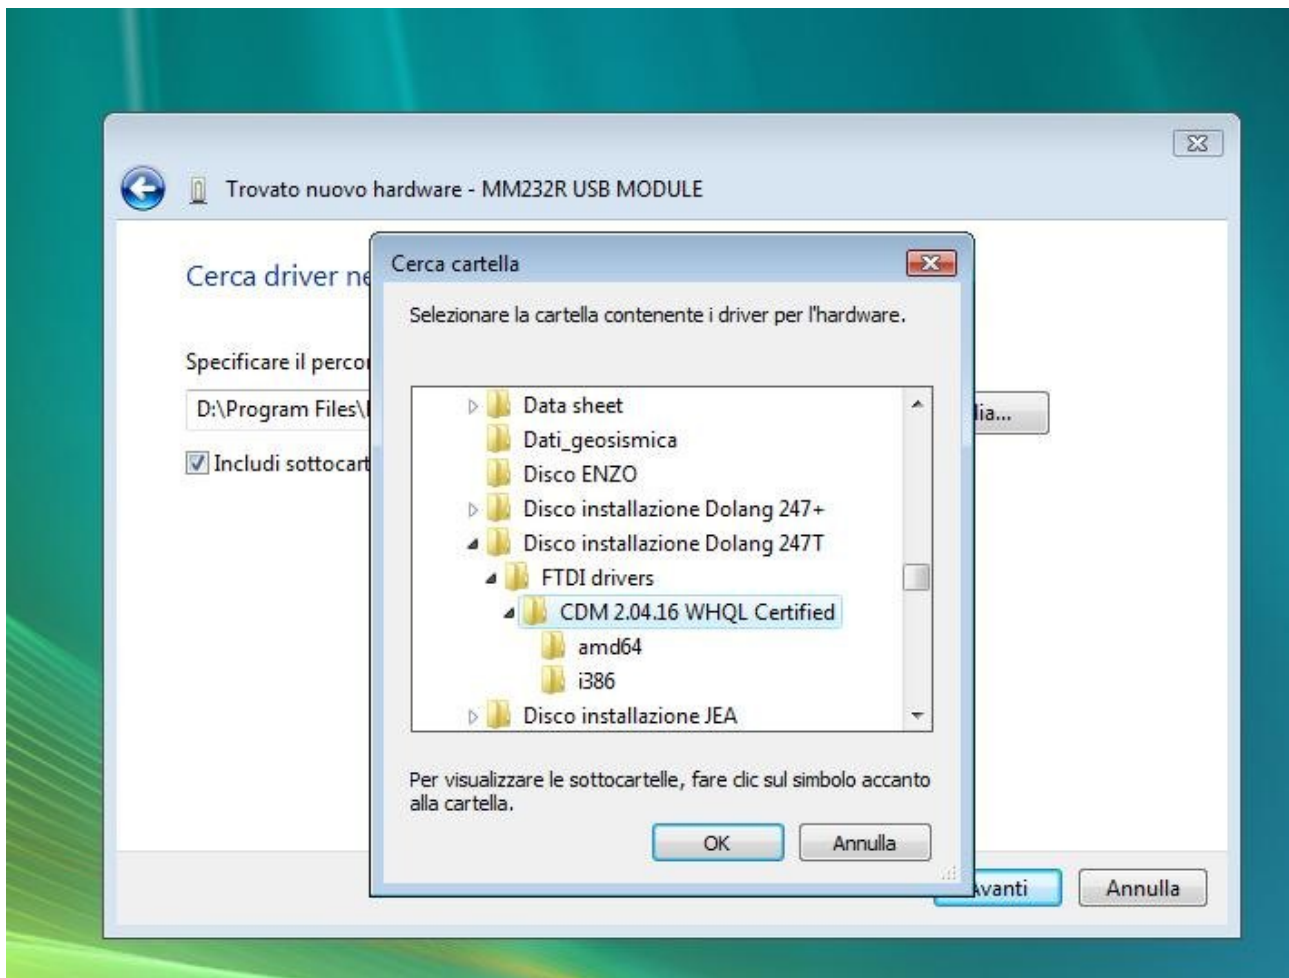 Trovato nuovo hardware - MM232R USB MODULE
Cerca driver
Cerca cartella
Selezionare la cartella contenente i driver per l'hardware.
Specificare il
D:\Program Files\
Includi
Data sheet
Dati_geosismica
Disco ENZO
Disco installazione Dolang 247+
Disco installazione Dolang 247T
FTDI drivers
CDM 2.04.16 WHQL Certified
amd64
i386
Disco installazione JEA
Per visualizzare le sottocartelle, fare clic sul simbolo accanto
alla cartella.
OK
Annulla
Avanti
Annulla